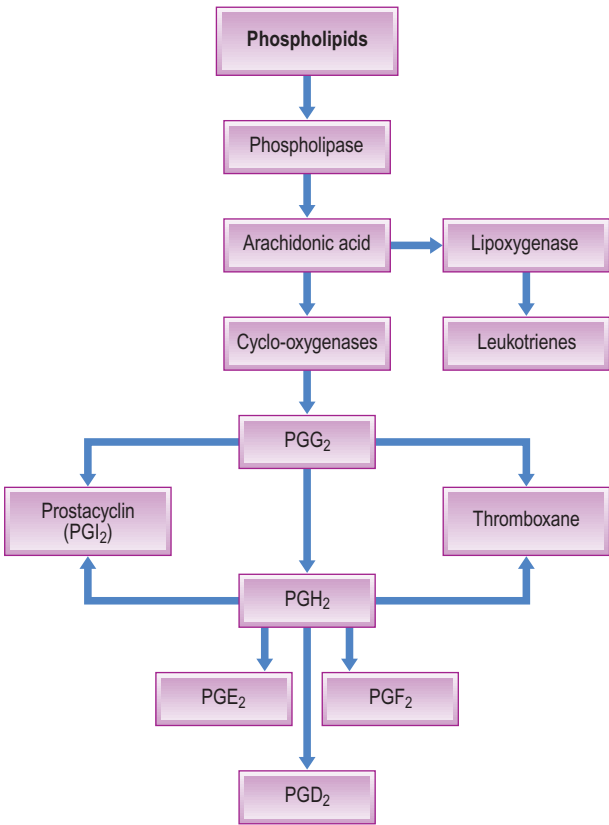 Phospholipids
Phospholipase
Arachidonic acid
Lipoxygenase
Cyclo-oxygenases
Leukotrienes
PGG₂
Prostacyclin
(PGI₂)
Thromboxane
PGH₂
PGE₂
PGF₂
PGD₂